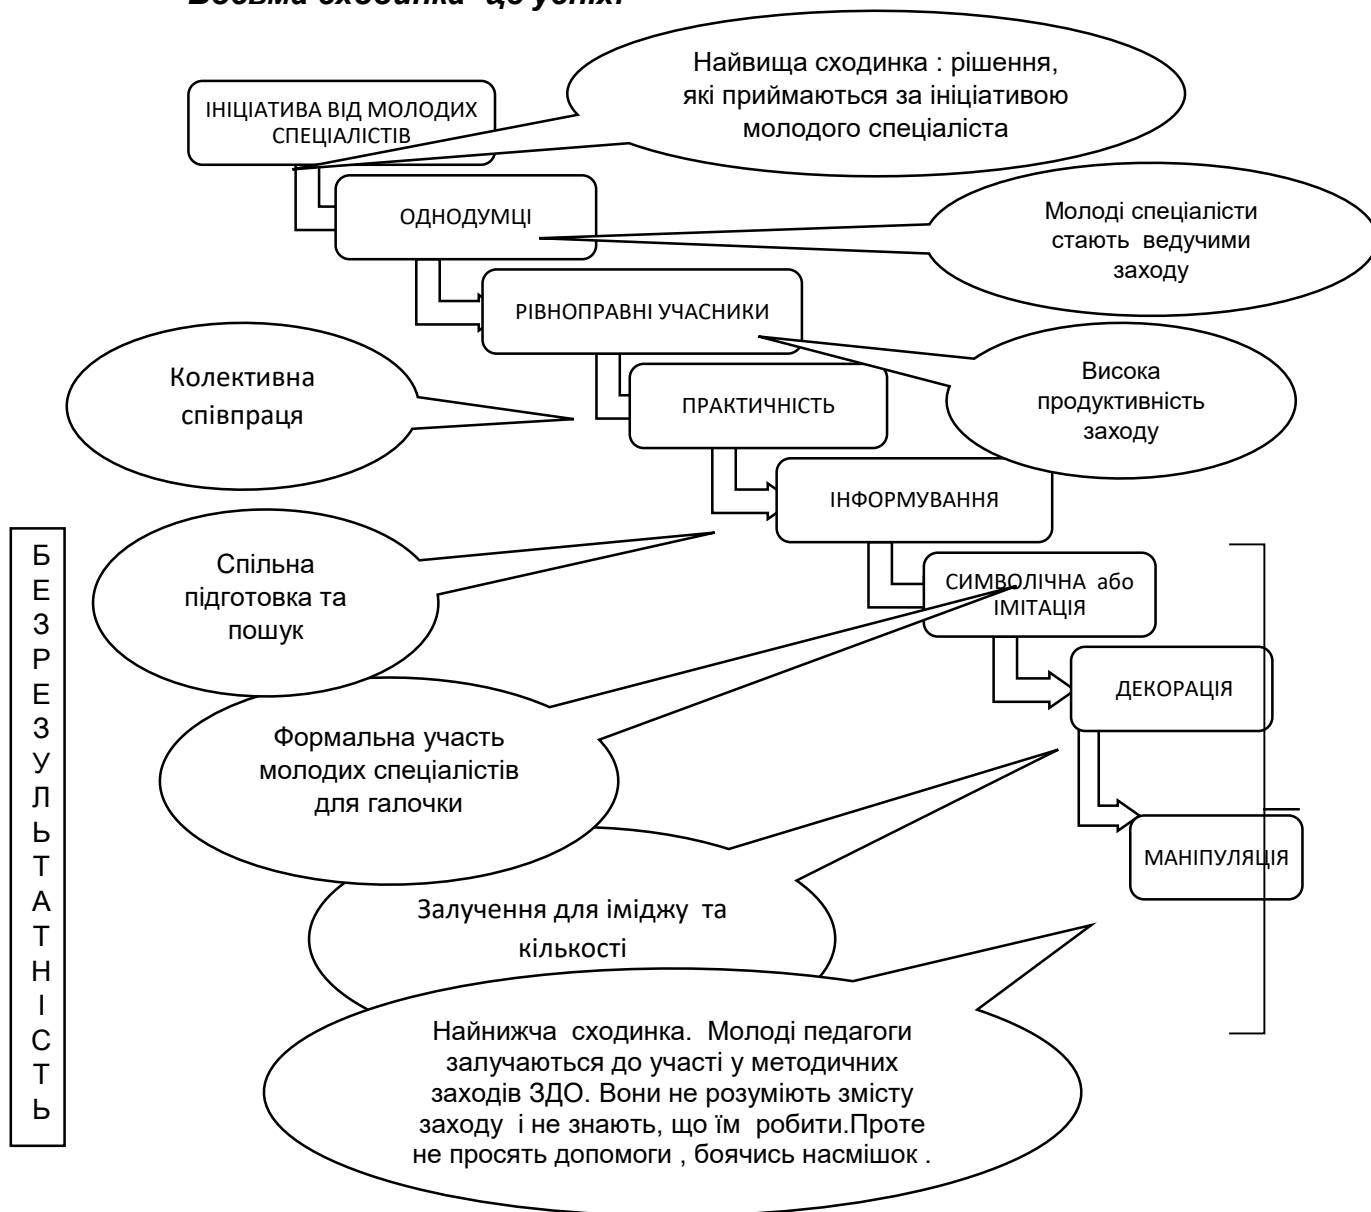 Восьма сходинка це успіх!
Найвища сходинка : рішення,
які приймаються за ініціативою
молодого спеціаліста
ІНІЦІАТИВА ВІД МОЛОДИХ
СПЕЦІАЛІСТІВ
ОДНОДУМЦІ
Молоді спеціалісти
стають ведучими
заходу
РІВНОПРАВНІ УЧАСНИКИ
Колективна
співпраця
Висока
продуктивність
заходу
ПРАКТИЧНІСТЬ
ІНФОРМУВАННЯ
БЕЗРЕЗУЛЬТАТНІСТЬ
Спільна
підготовка та
пошук
СИМВОЛІЧНА або
ІМІТАЦІЯ
ДЕКОРАЦІЯ
Формальна участь
молодих спеціалістів
для галочки
МАНІПУЛЯЦІЯ
Залучення для іміджу та
кількості
Найнижча сходинка. Молоді педагоги
залучаються до участі у методичних
заходів ЗДО. Вони не розуміють змісту
заходу і не знають, що їм робити.Проте
не просять допомоги , боячись насмішок .